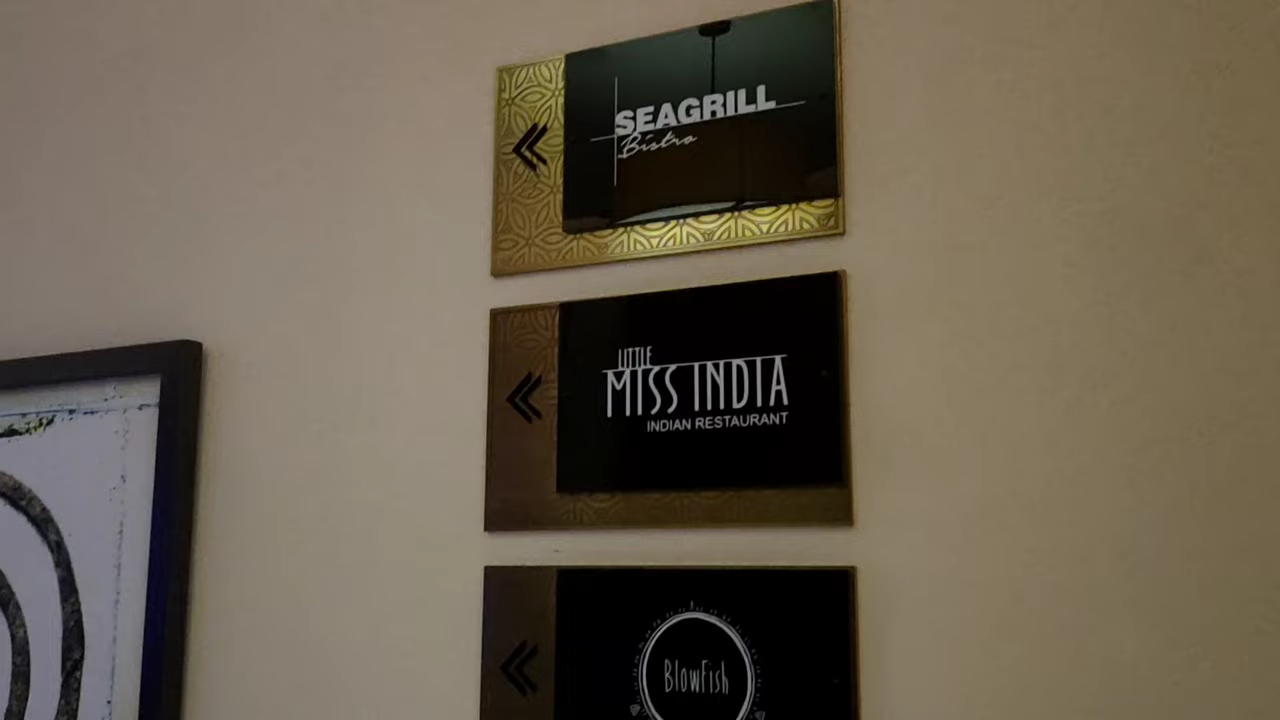 SEAGRILL
Bistro
LITTLE
MISS INDIA
INDIAN RESTAURANT
BLOWFISH